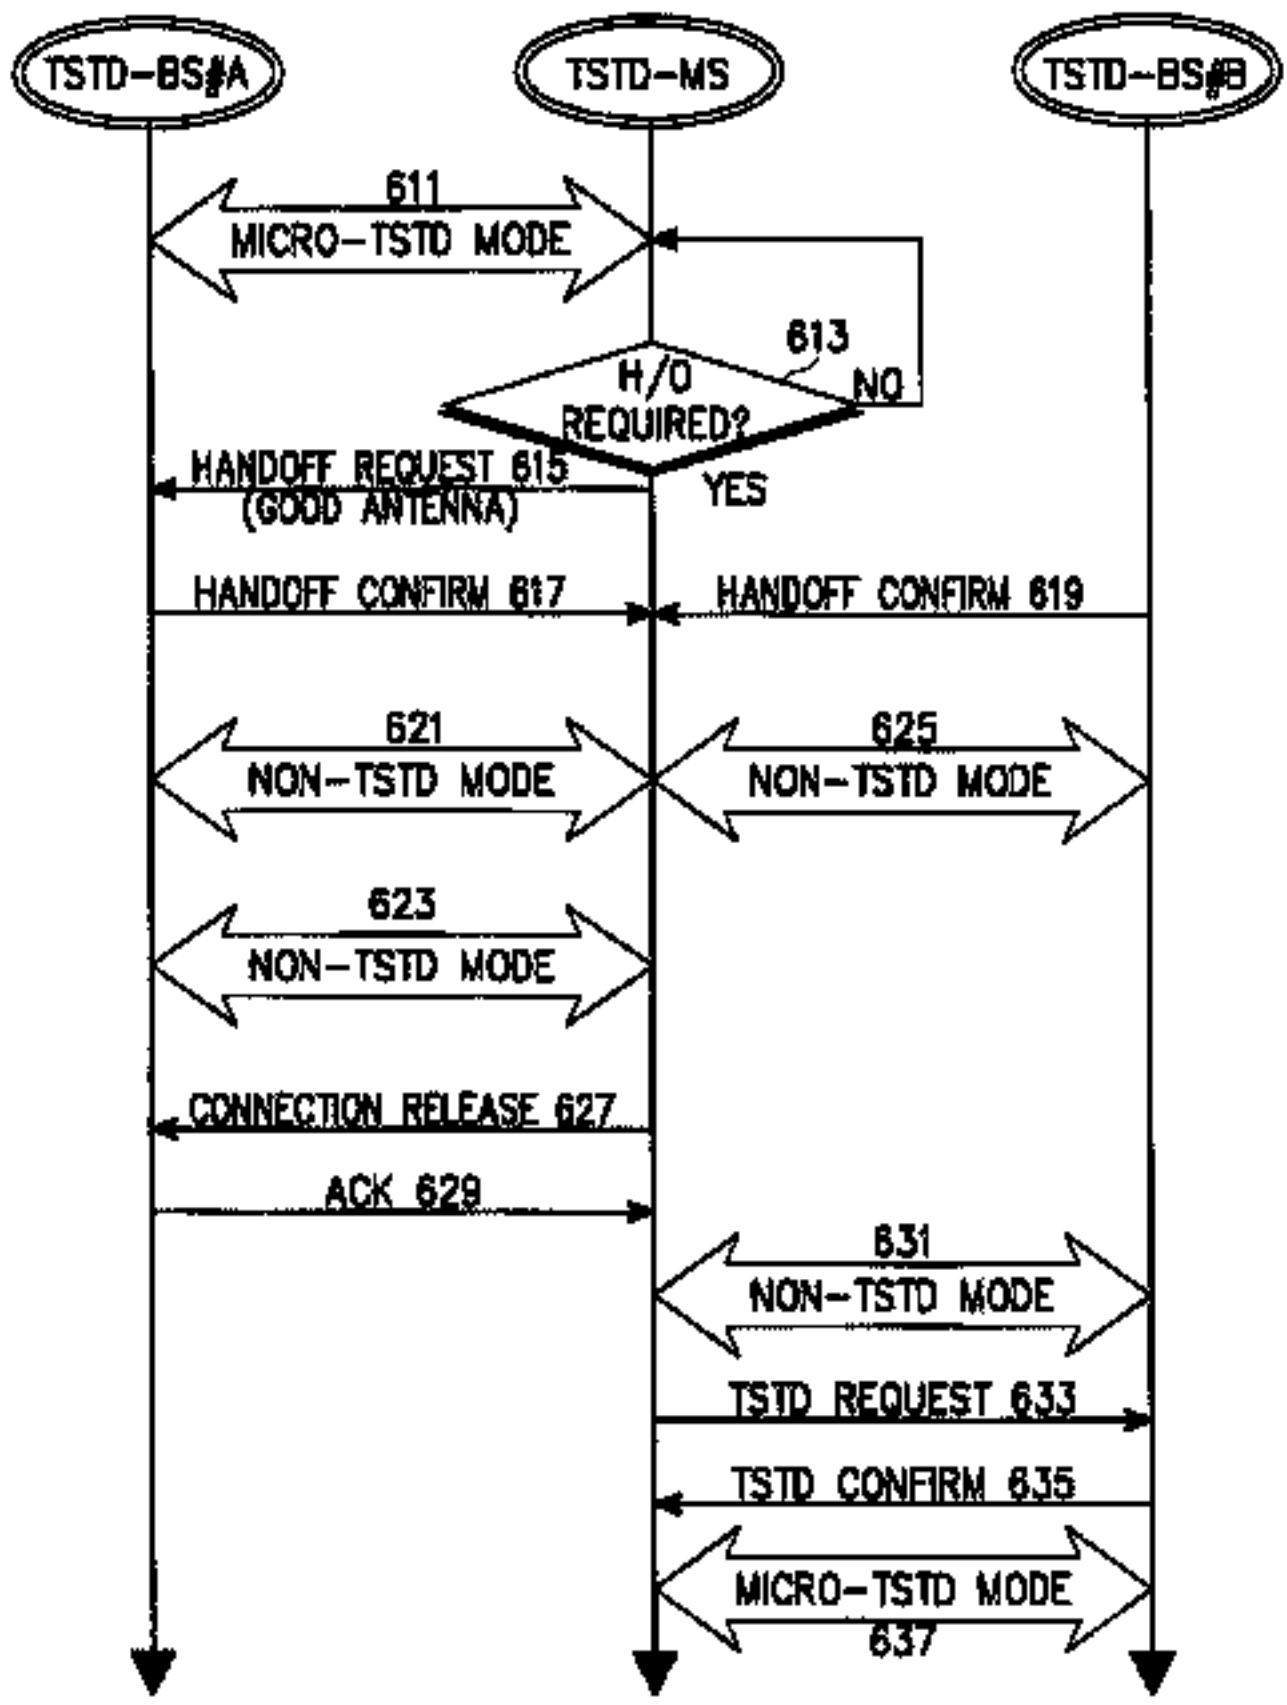 TSTD-BS#A
TSTD-MS
TSTD-BS#B
611
MICRO-TSTD MODE
613
H/O
REQUIRED?
NO
YES
HANDOFF REQUEST 615
(GOOD ANTENNA)
HANDOFF CONFIRM 617
HANDOFF CONFIRM 619
621
NON-TSTD MODE
625
NON-TSTD MODE
623
NON-TSTD MODE
CONNECTION RELEASE 627
ACK 629
631
NON-TSTD MODE
TSTD REQUEST 633
TSTD CONFIRM 635
MICRO-TSTD MODE
637